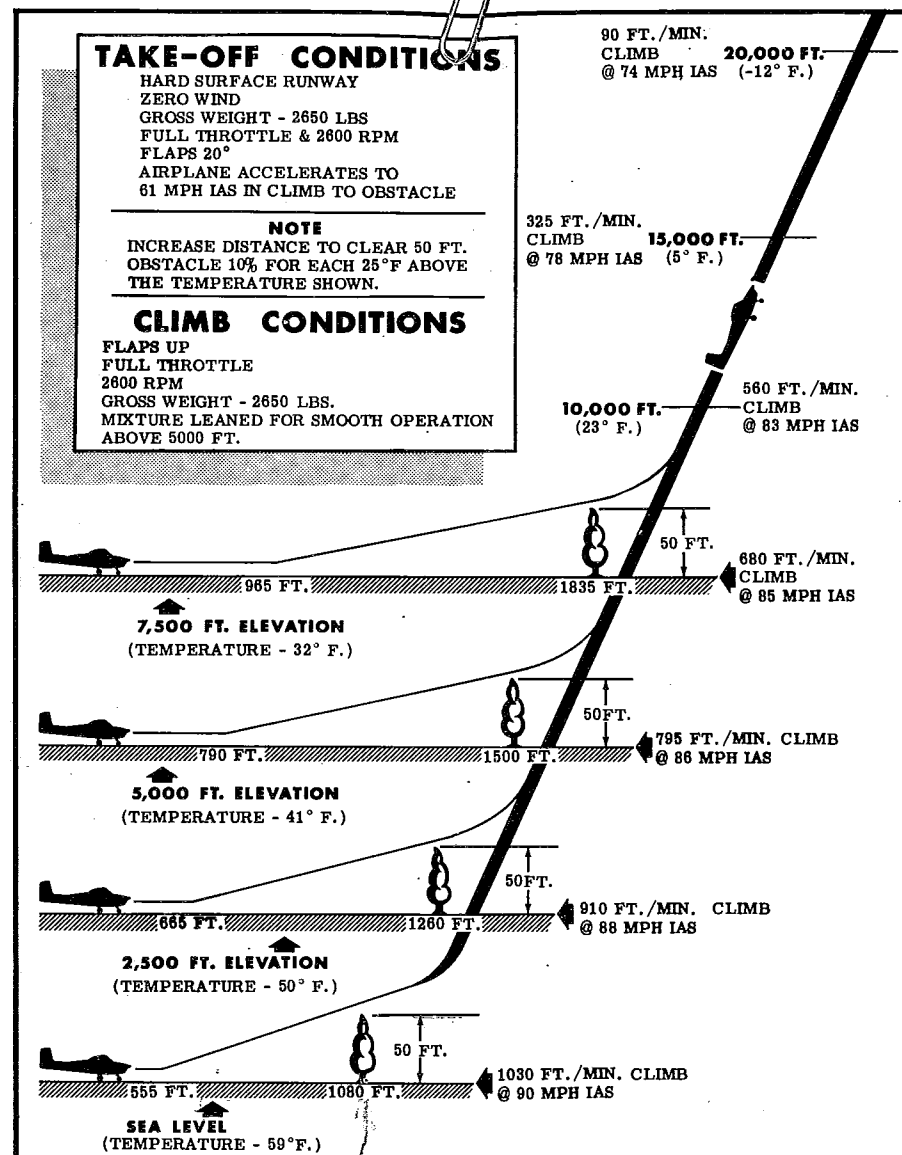 TAKE-OFF CONDITIONS
HARD SURFACE RUNWAY
ZERO WIND
GROSS WEIGHT - 2650 LBS
FULL THROTTLE & 2600 RPM
FLAPS 20°
AIRPLANE ACCELERATES TO
61 MPH IAS IN CLIMB TO OBSTACLE
NOTE
INCREASE DISTANCE TO CLEAR 50 FT.
OBSTACLE 10% FOR EACH 25°F ABOVE
THE TEMPERATURE SHOWN.
CLIMB CONDITIONS
FLAPS UP
FULL THROTTLE
2600 RPM
GROSS WEIGHT - 2650 LBS.
MIXTURE LEANED FOR SMOOTH OPERATION
ABOVE 5000 FT.
90 FT./MIN.
CLIMB
@ 74 MPH IAS
20,000 FT.
(-12° F.)
325 FT./MIN.
CLIMB
@ 78 MPH IAS
15,000 FT.
(5° F.)
10,000 FT.
(23° F.)
560 FT./MIN.
CLIMB
@ 83 MPH IAS
50 FT.
965 FT.
1835 FT.
680 FT./MIN.
CLIMB
@ 85 MPH IAS
7,500 FT. ELEVATION
(TEMPERATURE - 32° F.)
50FT.
790 FT.
1500 FT.
795 FT./MIN. CLIMB
@ 86 MPH IAS
5,000 FT. ELEVATION
(TEMPERATURE - 41° F.)
50FT.
665 FT.
1260 FT.
910 FT./MIN. CLIMB
@ 88 MPH IAS
2,500 FT. ELEVATION
(TEMPERATURE - 50° F.)
50 FT.
555 FT.
1080 FT.
1030 FT./MIN. CLIMB
@ 90 MPH IAS
SEA LEVEL
(TEMPERATURE - 59°F.)